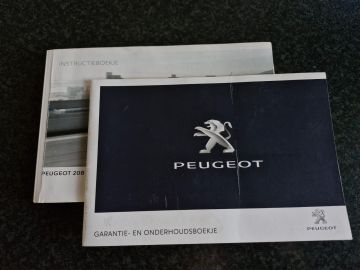 INSTRUCTIEBOEKJE
PEUGEOT 208
PEUGEOT
GARANTIE- EN ONDERHOUDSBOEKJE
PEUGEOT